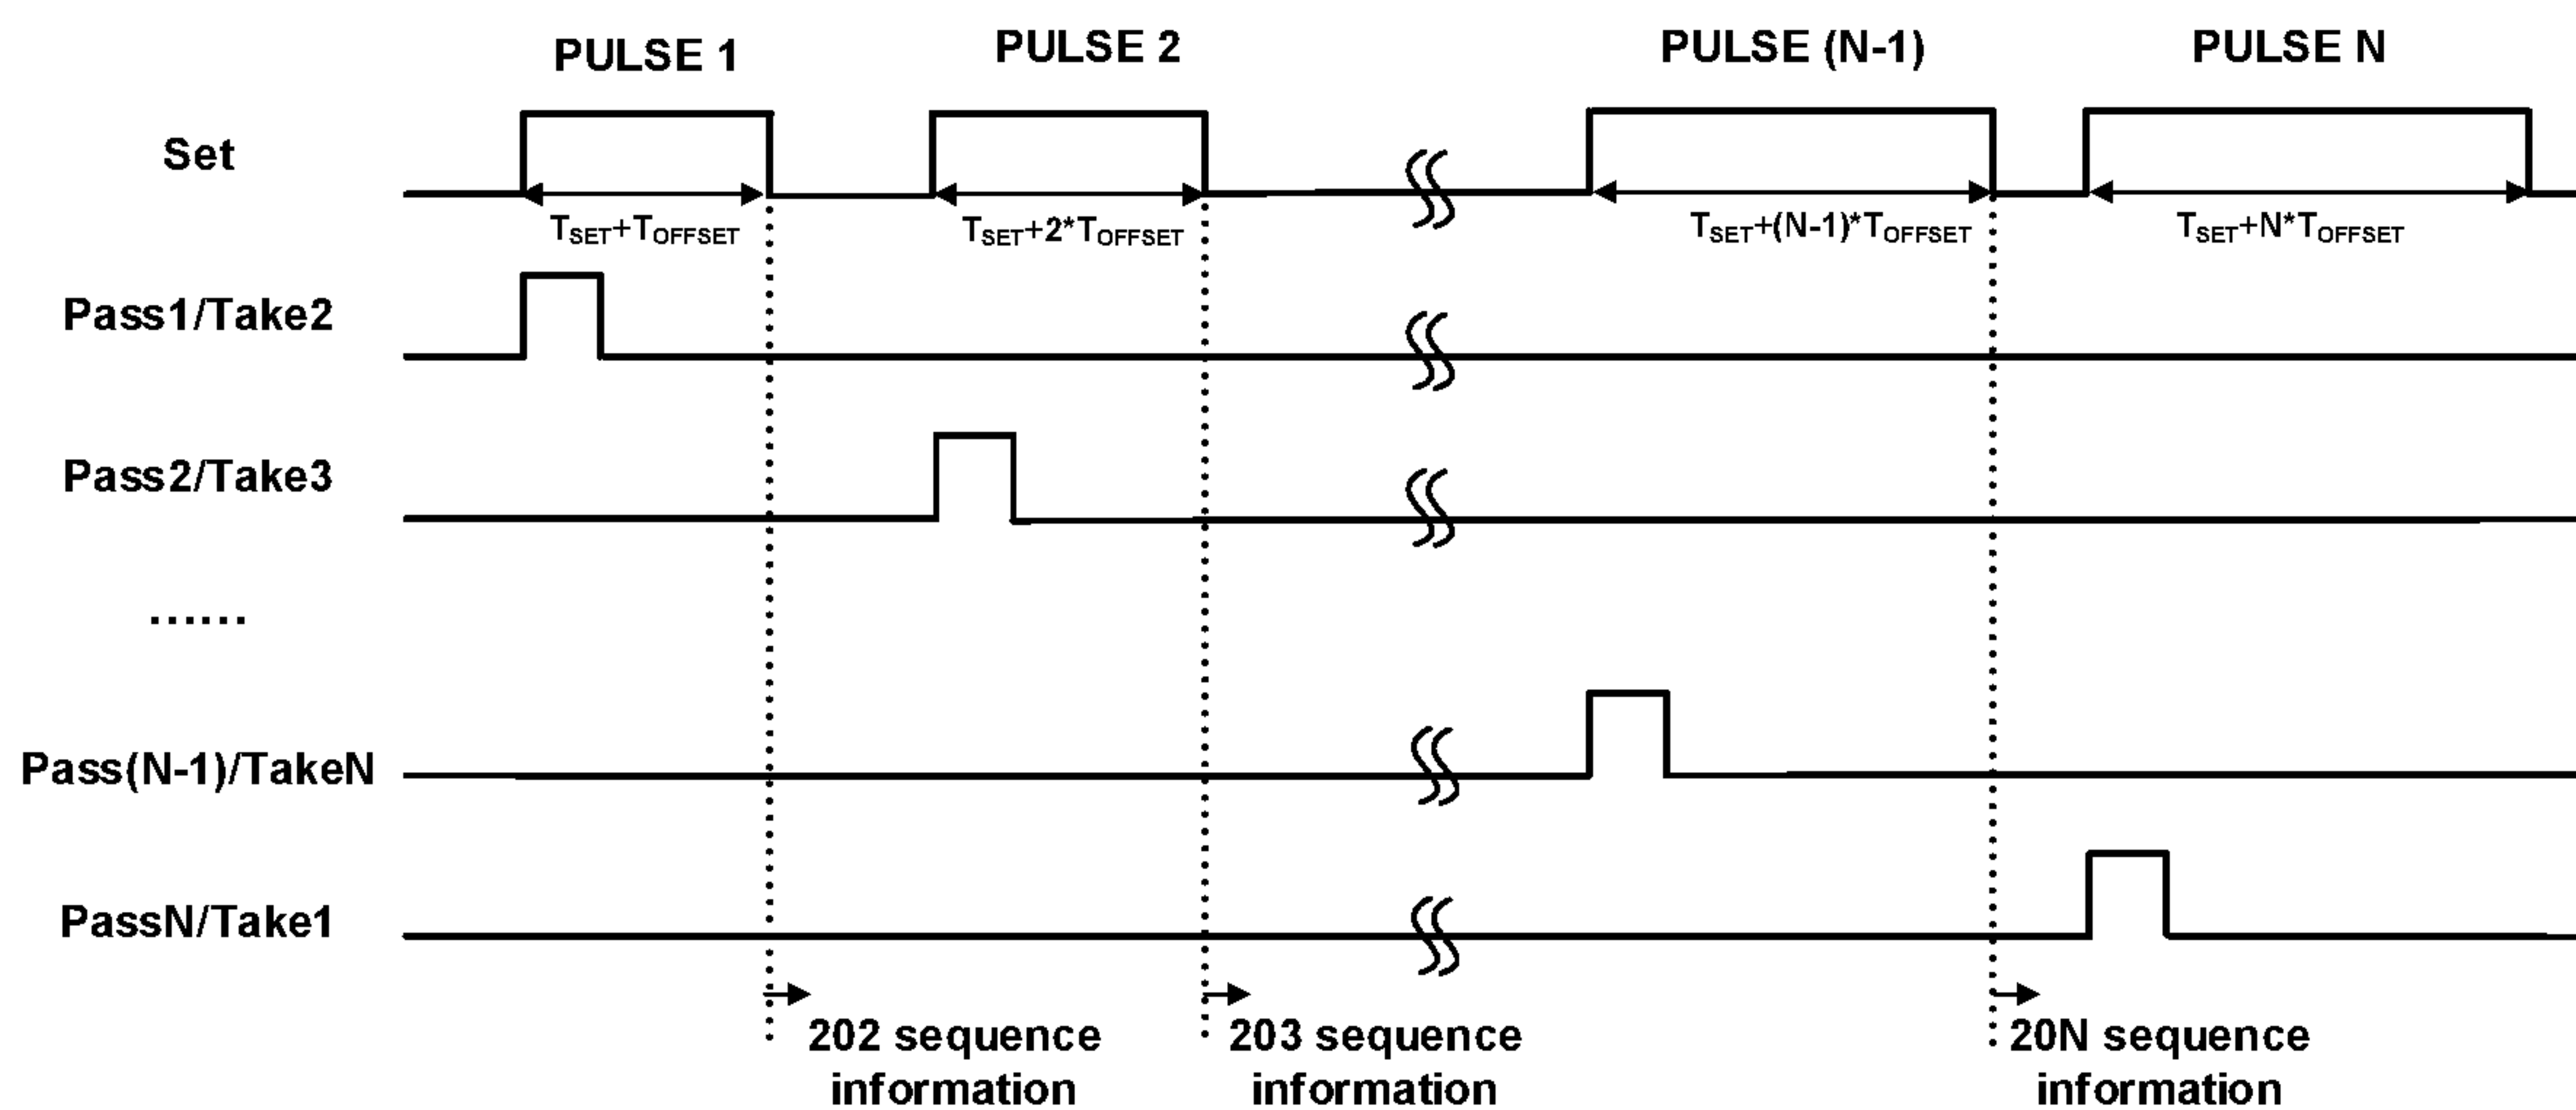 PULSE 1
PULSE 2
PULSE (N-1)
PULSE N
Set
TSET+TOFFSET
TSET+2*TOFFSET
TSET+(N-1)*TOFFSET
TSET+N*TOFFSET
Pass1/Take2
Pass2/Take3
......
Pass(N-1)/TakeN
PassN/Take1
202 sequence
information
203 sequence
information
20N sequence
information